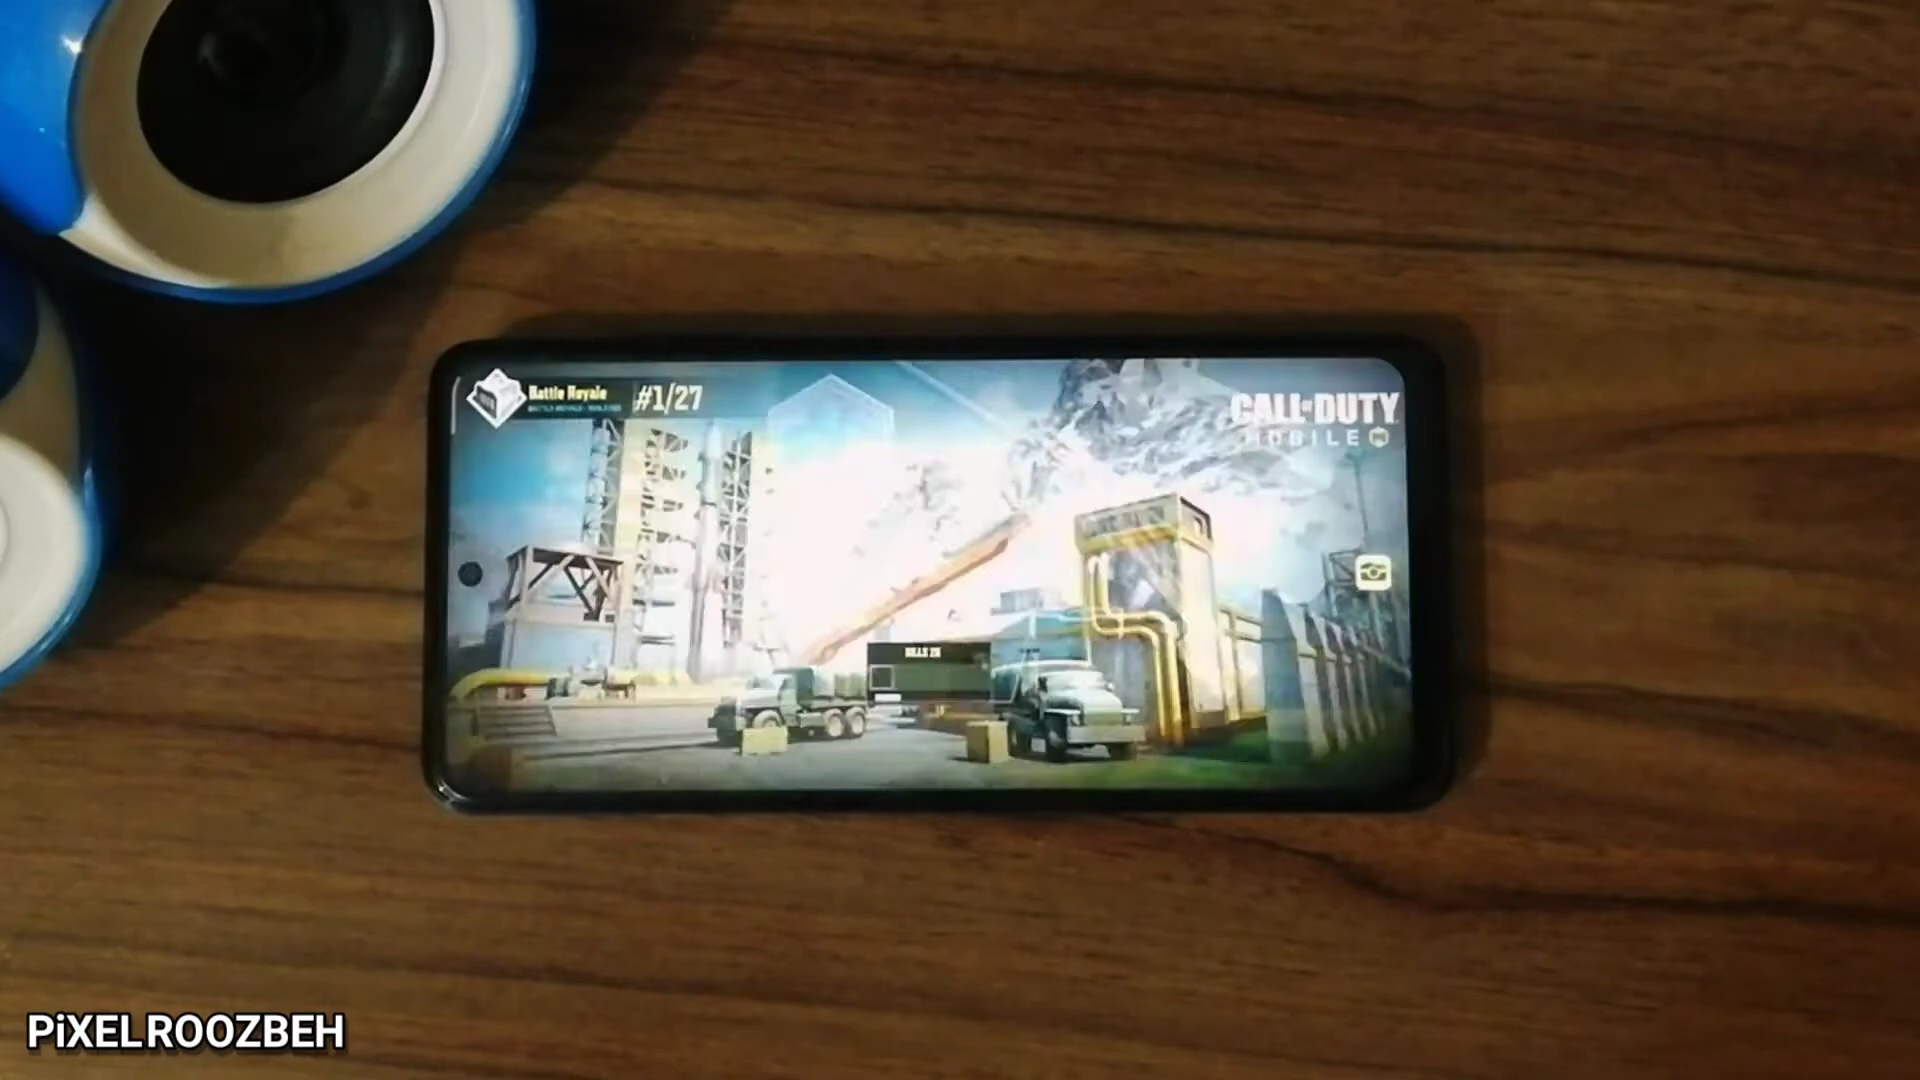 Battle Royale
#1/27
CALL OF DUTY
MOBILE
PiXELROOZBEH